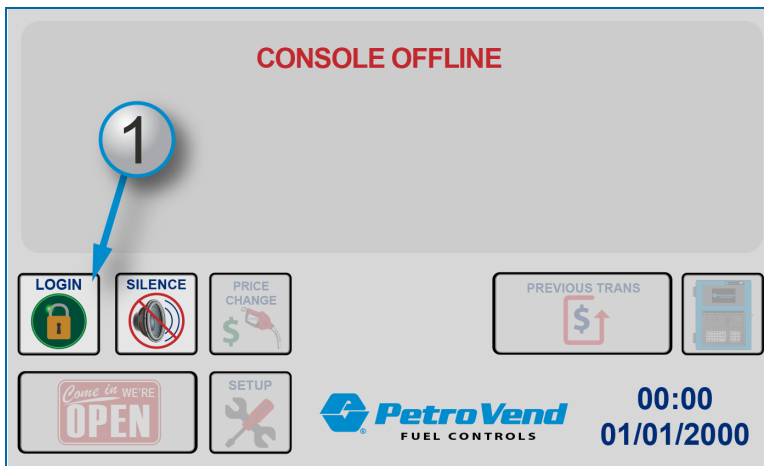 CONSOLE OFFLINE
1
LOGIN
SILENCE
PRICE
CHANGE
$
PREVIOUS TRANS
$
Come in WE'RE
OPEN
SETUP
PetroVend
®
FUEL CONTROLS
00:00
01/01/2000